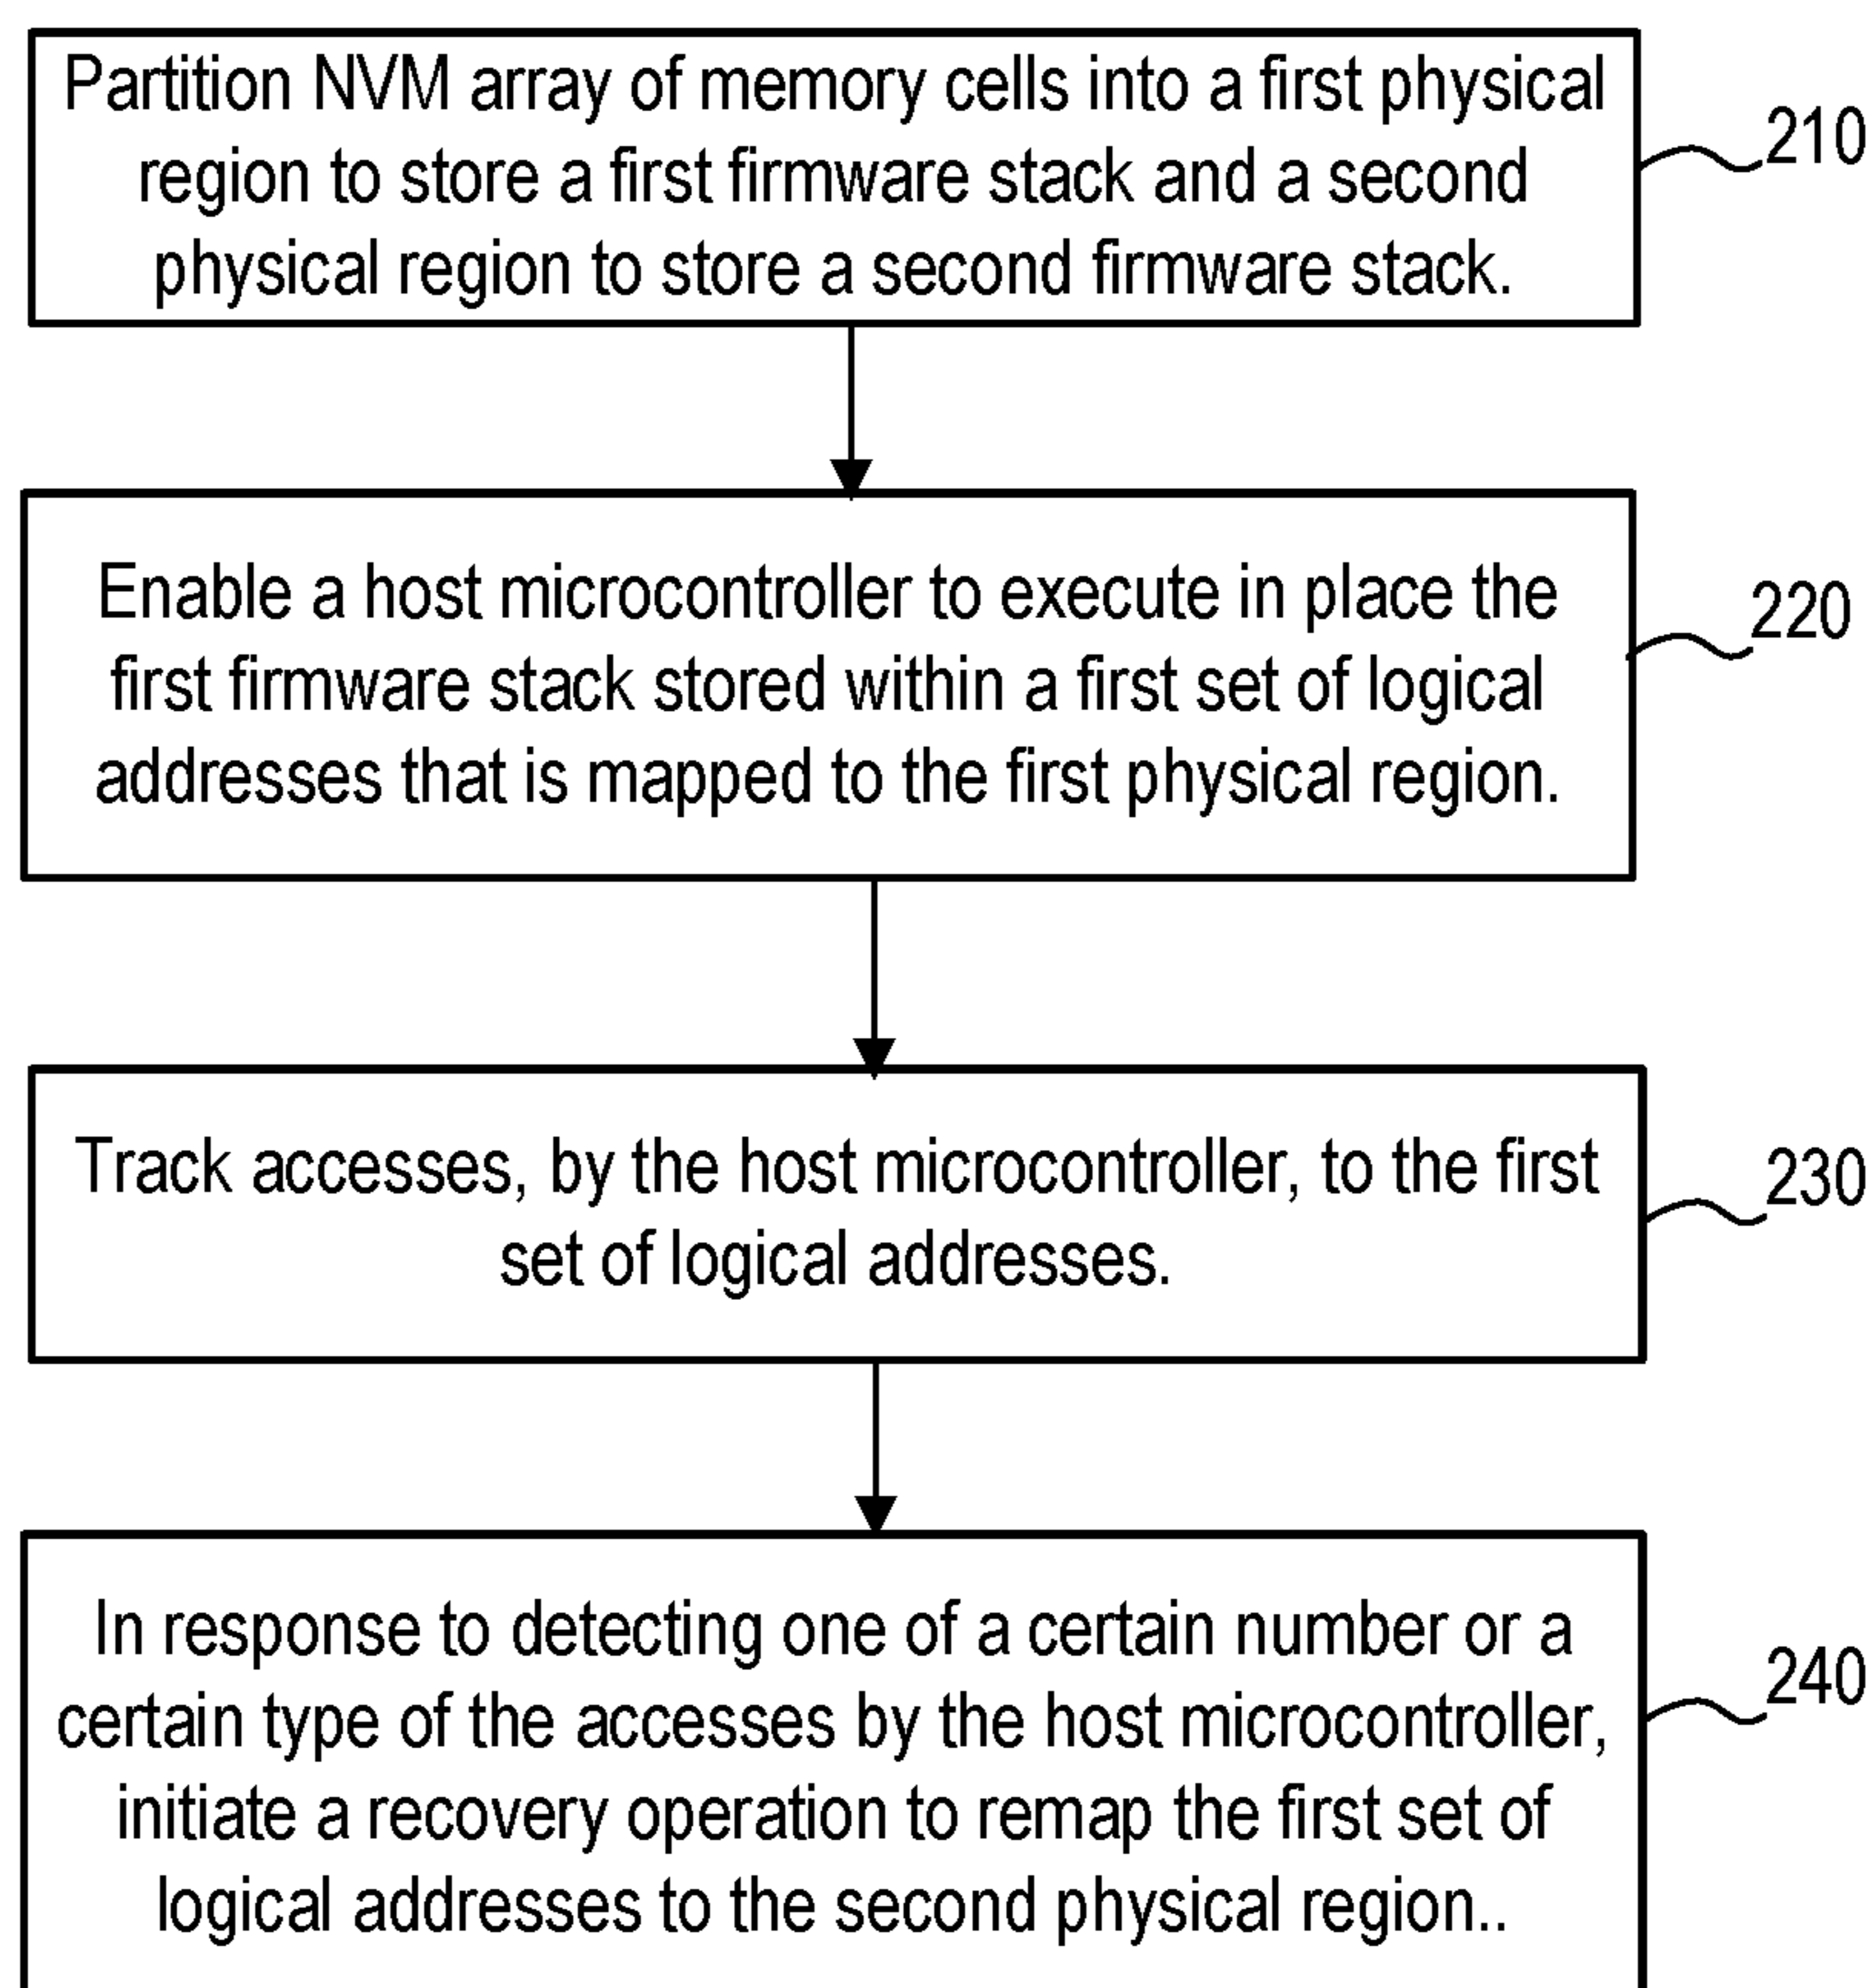 Partition NVM array of memory cells into a first physical
region to store a first firmware stack and a second
physical region to store a second firmware stack.
210
Enable a host microcontroller to execute in place the
first firmware stack stored within a first set of logical
addresses that is mapped to the first physical region.
220
Track accesses, by the host microcontroller, to the first
set of logical addresses.
230
In response to detecting one of a certain number or a
certain type of the accesses by the host microcontroller,
initiate a recovery operation to remap the first set of
logical addresses to the second physical region..
240